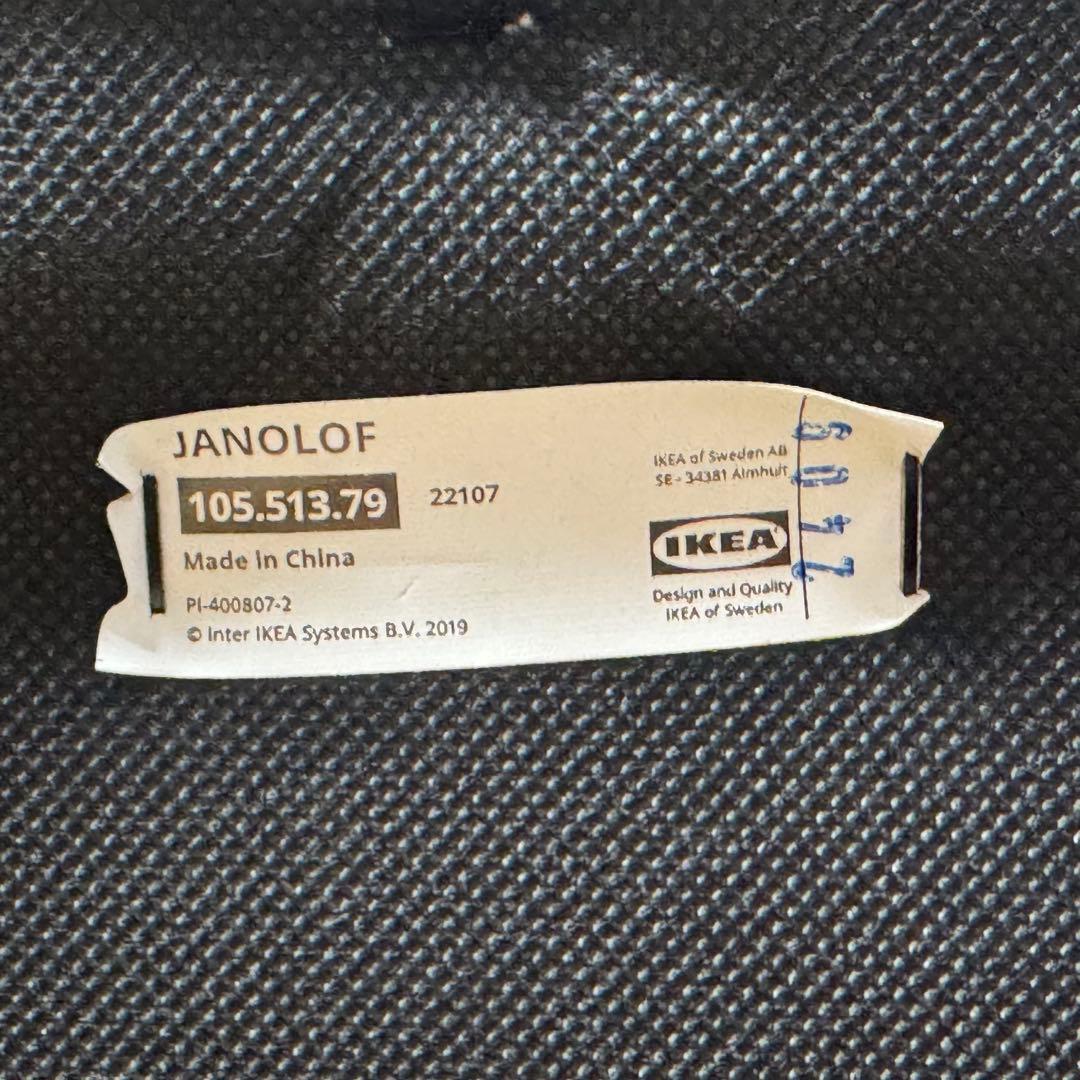 JANOLOF
105.513.79 22107
Made in China
PI-400807-2
© Inter IKEA Systems B.V. 2019
IKEA of Sweden AB
SE - 34381 Älmhult
IKEA
Design and Quality
IKEA of Sweden